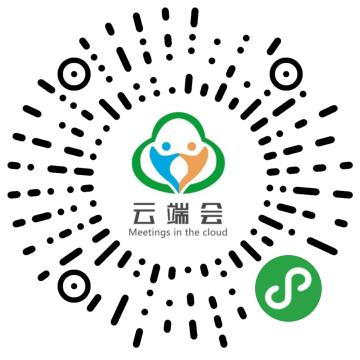 云端会
Meetings in the cloud